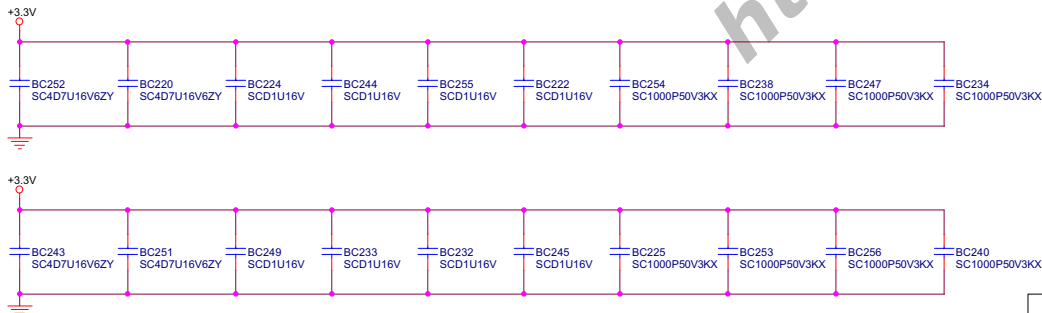 +3.3V
BC252 BC220 BC224 BC244 BC255 BC222 BC254 BC238 BC247 BC234
SC4D7U16V6ZY SC4D7U16V6ZY SCD1U16V SCD1U16V SCD1U16V SCD1U16V SC1000P50V3KX SC1000P50V3KX SC1000P50V3KX SC1000P50V3KX
+3.3V
BC243 BC251 BC249 BC233 BC232 BC245 BC225 BC253 BC256 BC240
SC4D7U16V6ZY SC4D7U16V6ZY SCD1U16V SCD1U16V SCD1U16V SCD1U16V SC1000P50V3KX SC1000P50V3KX SC1000P50V3KX SC1000P50V3KX